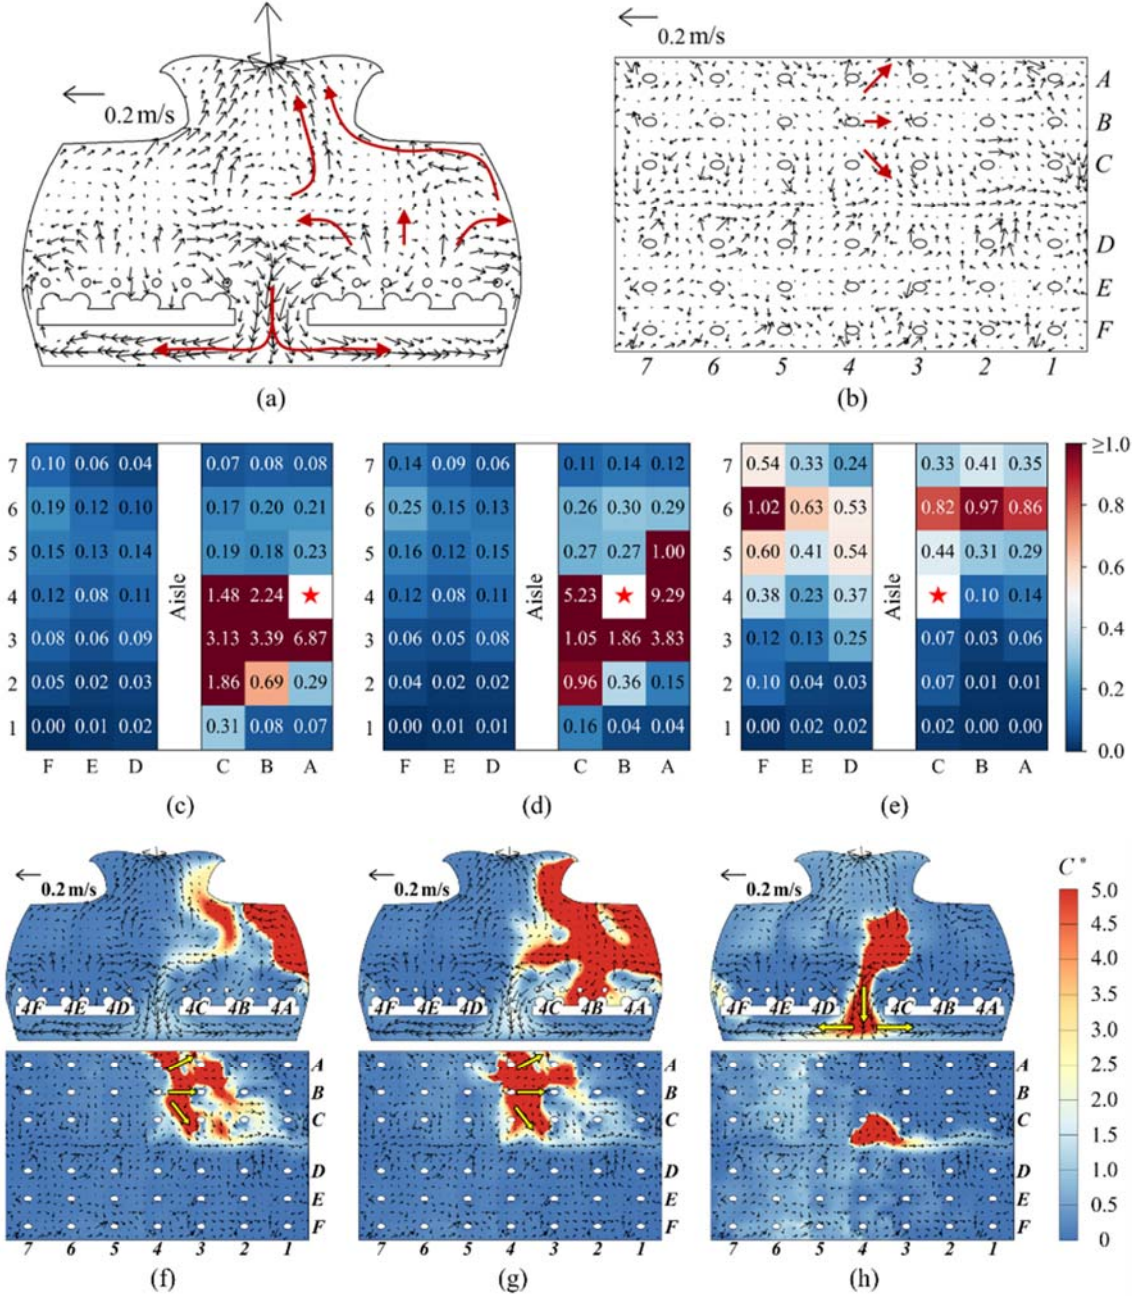 0.2 m/s
0.2 m/s
A
B
C
D
E
F
7 6 5 4 3 2 1
(a) (b)
7 0.10 0.06 0.04 0.07 0.08 0.08 0.14 0.09 0.06 0.11 0.14 0.12 0.54 0.33 0.24 0.33 0.41 0.35 ≥1.0
6 0.19 0.12 0.10 0.17 0.20 0.21 0.25 0.15 0.13 0.26 0.30 0.29 1.02 0.63 0.53 0.82 0.97 0.86 0.8
5 0.15 0.13 0.14 0.19 0.18 0.23 0.16 0.12 0.15 0.27 0.27 1.00 0.60 0.41 0.54 0.44 0.31 0.29 0.6
4 0.12 0.08 0.11 Aisle 1.48 2.24 ★ 0.12 0.08 0.11 Aisle 5.23 ★ 9.29 0.38 0.23 0.37 Aisle ★ 0.10 0.14
3 0.08 0.06 0.09 3.13 3.39 6.87 0.06 0.05 0.08 1.05 1.86 3.83 0.12 0.13 0.25 0.07 0.03 0.06 0.4
2 0.05 0.02 0.03 1.86 0.69 0.29 0.04 0.02 0.02 0.96 0.36 0.15 0.10 0.04 0.03 0.07 0.01 0.01 0.2
1 0.00 0.01 0.02 0.31 0.08 0.07 0.00 0.01 0.01 0.16 0.04 0.04 0.00 0.02 0.02 0.02 0.00 0.00 0.0
F E D C B A F E D C B A F E D C B A
(c) (d) (e)
0.2 m/s 0.2 m/s 0.2 m/s C*
4F 4E 4D 4C 4B 4A 4F 4E 4D 4C 4B 4A 4F 4E 4D 4C 4B 4A
5.0
4.5
4.0
3.5
3.0
2.5
2.0
1.5
1.0
0.5
0
A A A
B B B
C C C
D D D
E E E
F F F
7 6 5 4 3 2 1 7 6 5 4 3 2 1 7 6 5 4 3 2 1
(f) (g) (h)